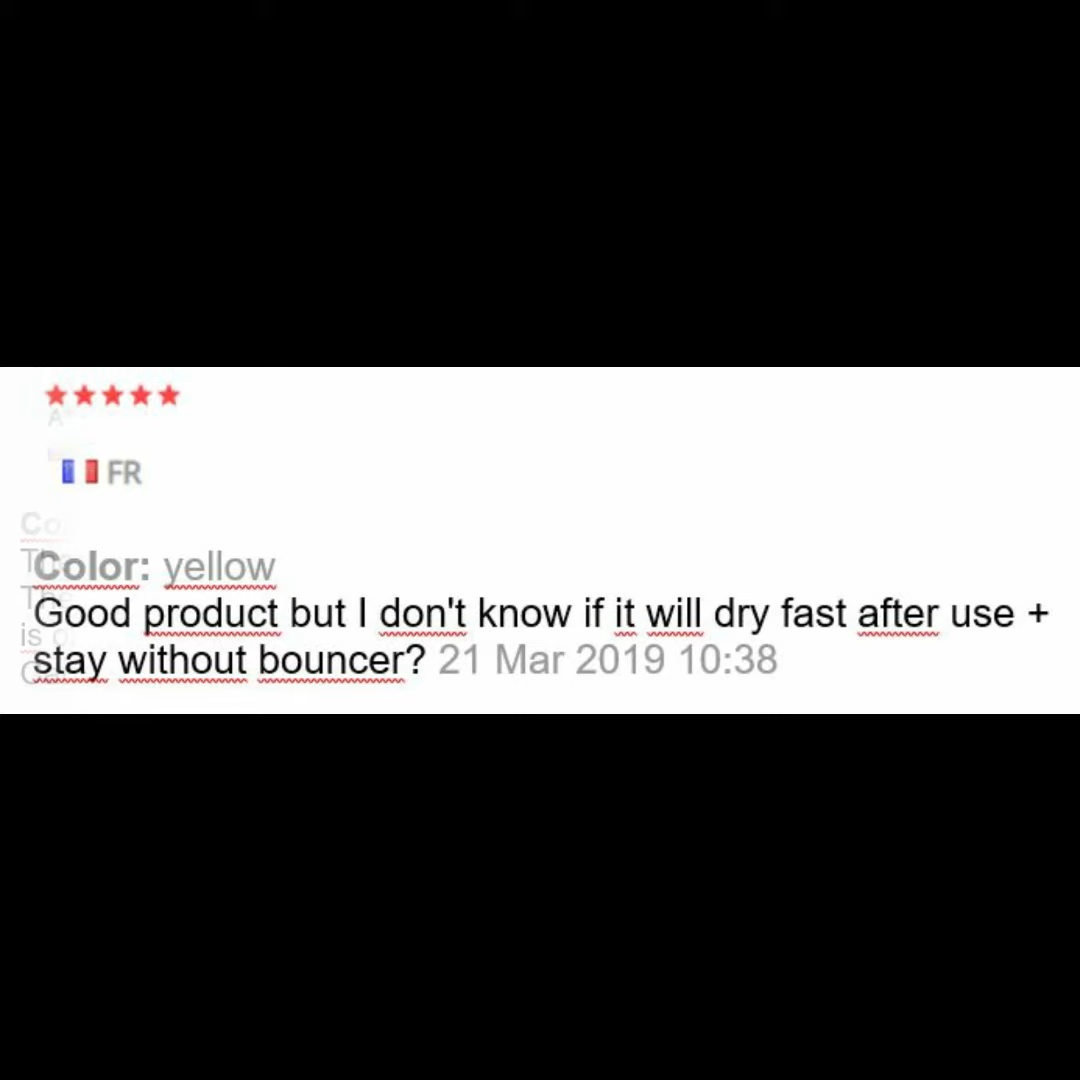 FR
Color: yellow
Good product but I don't know if it will dry fast after use +
stay without bouncer? 21 Mar 2019 10:38